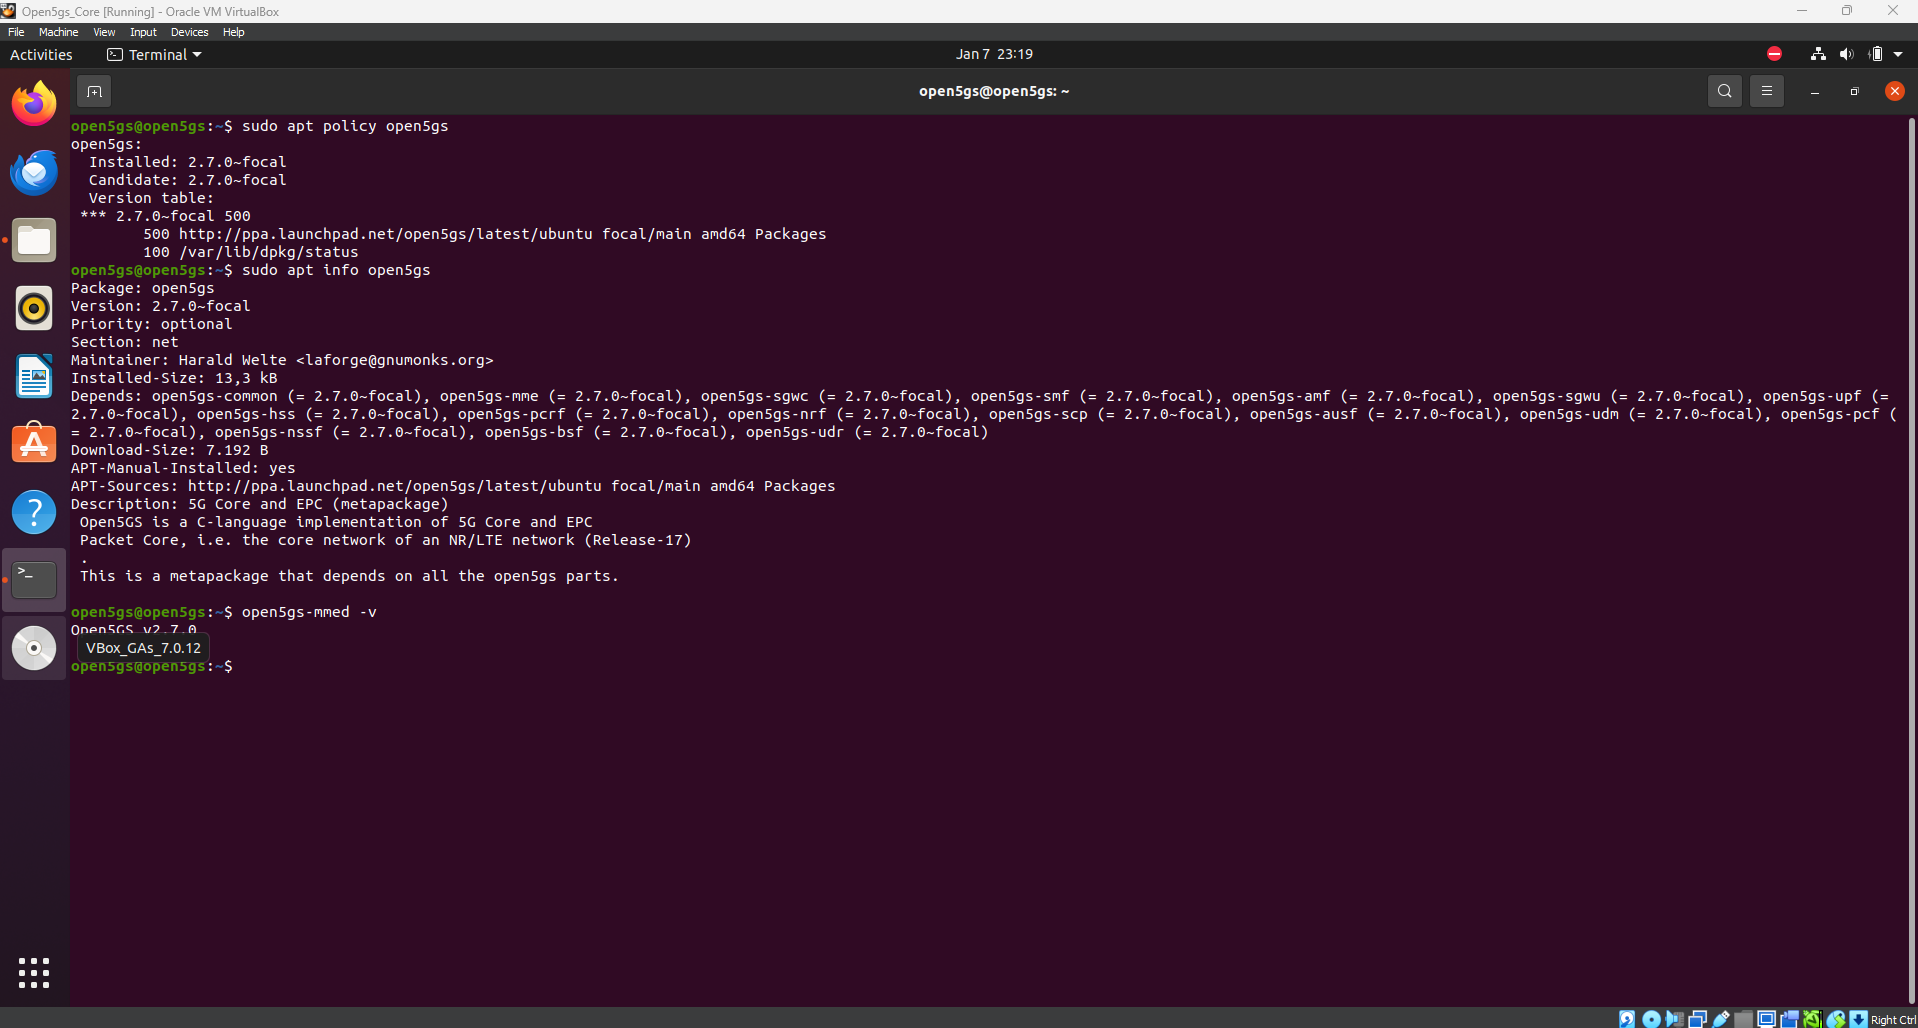 Open5gs_Core [Running] - Oracle VM VirtualBox
File Machine View Input Devices Help
Activities Terminal Jan 7 23:19
open5gs@open5gs: ~
open5gs@open5gs:~$ sudo apt policy open5gs
open5gs:
  Installed: 2.7.0~focal
  Candidate: 2.7.0~focal
  Version table:
 *** 2.7.0~focal 500
        500 http://ppa.launchpad.net/open5gs/latest/ubuntu focal/main amd64 Packages
        100 /var/lib/dpkg/status
open5gs@open5gs:~$ sudo apt info open5gs
Package: open5gs
Version: 2.7.0~focal
Priority: optional
Section: net
Maintainer: Harald Welte <laforge@gnumonks.org>
Installed-Size: 13,3 kB
Depends: open5gs-common (= 2.7.0~focal), open5gs-mme (= 2.7.0~focal), open5gs-sgwc (= 2.7.0~focal), open5gs-smf (= 2.7.0~focal), open5gs-amf (= 2.7.0~focal), open5gs-sgwu (= 2.7.0~focal), open5gs-upf (=
2.7.0~focal), open5gs-hss (= 2.7.0~focal), open5gs-pcrf (= 2.7.0~focal), open5gs-nrf (= 2.7.0~focal), open5gs-scp (= 2.7.0~focal), open5gs-ausf (= 2.7.0~focal), open5gs-udm (= 2.7.0~focal), open5gs-pcf (
= 2.7.0~focal), open5gs-nssf (= 2.7.0~focal), open5gs-bsf (= 2.7.0~focal), open5gs-udr (= 2.7.0~focal)
Download-Size: 7.192 B
APT-Manual-Installed: yes
APT-Sources: http://ppa.launchpad.net/open5gs/latest/ubuntu focal/main amd64 Packages
Description: 5G Core and EPC (metapackage)
 Open5GS is a C-language implementation of 5G Core and EPC
 Packet Core, i.e. the core network of an NR/LTE network (Release-17)
 .
 This is a metapackage that depends on all the open5gs parts.
open5gs@open5gs:~$ open5gs-mmed -v
Open5GS v2.7.0
VBox_GAs_7.0.12
open5gs@open5gs:~$
Right Ctrl